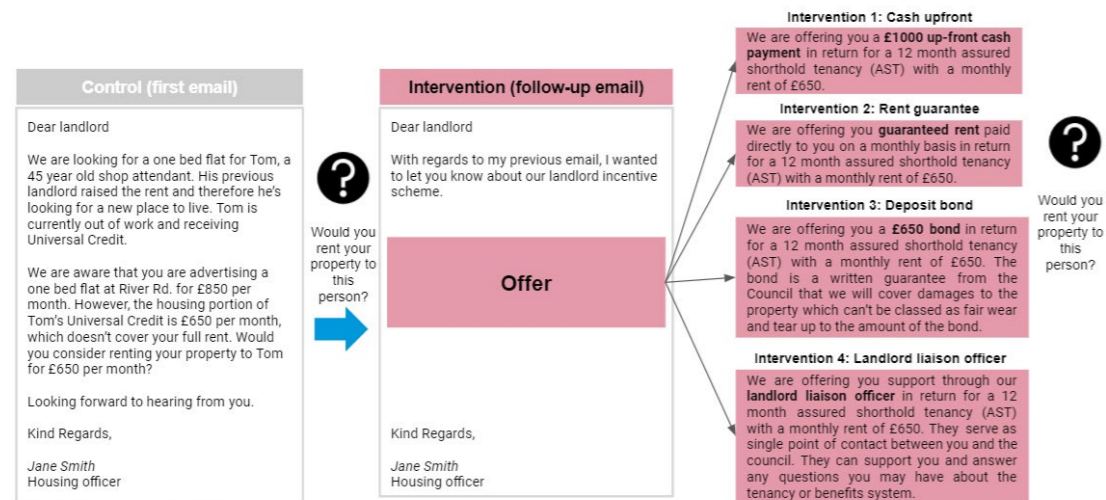 Control (first email)
Dear landlord
We are looking for a one bed flat for Tom, a
45 year old shop attendant. His previous
landlord raised the rent and therefore he's
looking for a new place to live. Tom is
currently out of work and receiving
Universal Credit.
We are aware that you are advertising a
one bed flat at River Rd. for £850 per
month. However, the housing portion of
Tom's Universal Credit is £650 per month,
which doesn't cover your full rent. Would
you consider renting your property to Tom
for £650 per month?
Looking forward to hearing from you.
Kind Regards,
Jane Smith
Housing officer
?
Would you
rent your
property to
this
person?
Intervention (follow-up email)
Dear landlord
With regards to my previous email, I wanted
to let you know about our landlord incentive
scheme.
Offer
Kind Regards,
Jane Smith
Housing officer
Intervention 1: Cash upfront
We are offering you a £1000 up-front cash
payment in return for a 12 month assured
shorthold tenancy (AST) with a monthly
rent of £650.
Intervention 2: Rent guarantee
We are offering you guaranteed rent paid
directly to you on a monthly basis in return
for a 12 month assured shorthold tenancy
(AST) with a monthly rent of £650.
Intervention 3: Deposit bond
We are offering you a £650 bond in return
for a 12 month assured shorthold tenancy
(AST) with a monthly rent of £650. The
bond is a written guarantee from the
Council that we will cover damages to the
property which can't be classed as fair wear
and tear up to the amount of the bond.
Intervention 4: Landlord liaison officer
We are offering you support through our
landlord liaison officer in return for a 12
month assured shorthold tenancy (AST)
with a monthly rent of £650. They serve as
single point of contact between you and the
council. They can support you and answer
any questions you may have about the
tenancy or benefits system.
?
Would you
rent your
property to
this
person?